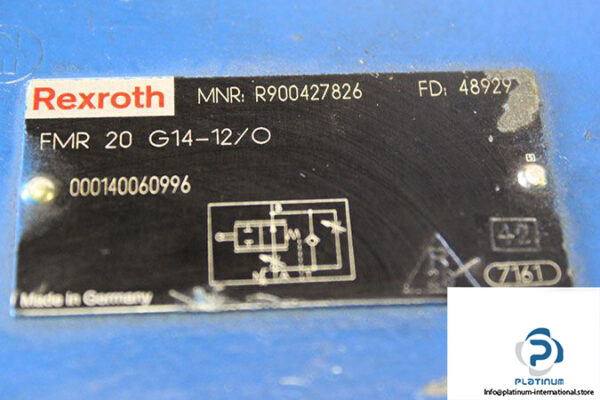 Rexroth MNR: R900427826 FD: 48929
FMR 20 G14-12/O
000140060996
42
7161
Made in Germany
PLATINUM
Info@platinum-international.store